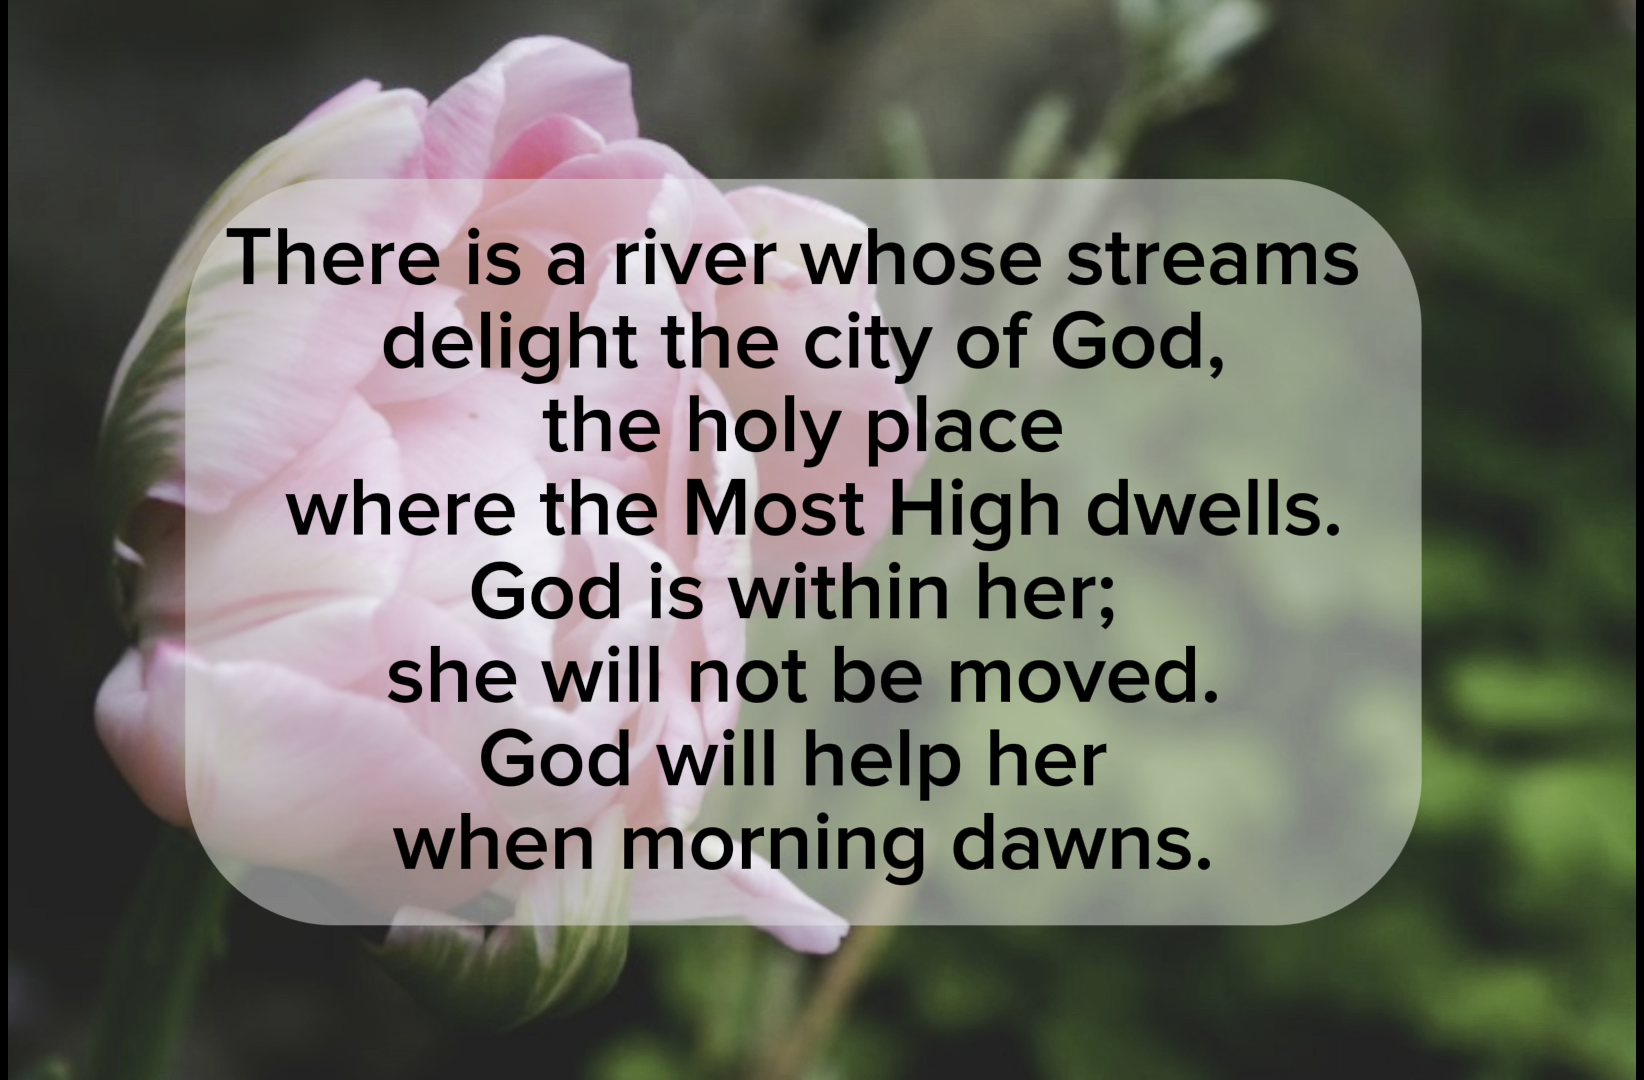 There is a river whose streams
delight the city of God,
the holy place
where the Most High dwells.
God is within her;
she will not be moved.
God will help her
when morning dawns.